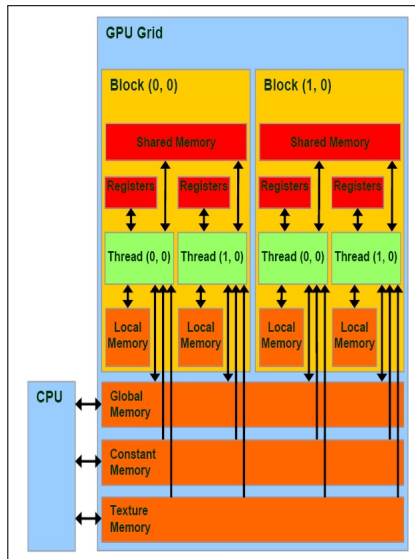 GPU Grid
Block (0, 0)
Block (1, 0)
Shared Memory
Shared Memory
Registers
Registers
Registers
Registers
Thread (0, 0)
Thread (1, 0)
Thread (0, 0)
Thread (1, 0)
Local
Memory
Local
Memory
Local
Memory
Local
Memory
CPU
Global
Memory
Constant
Memory
Texture
Memory